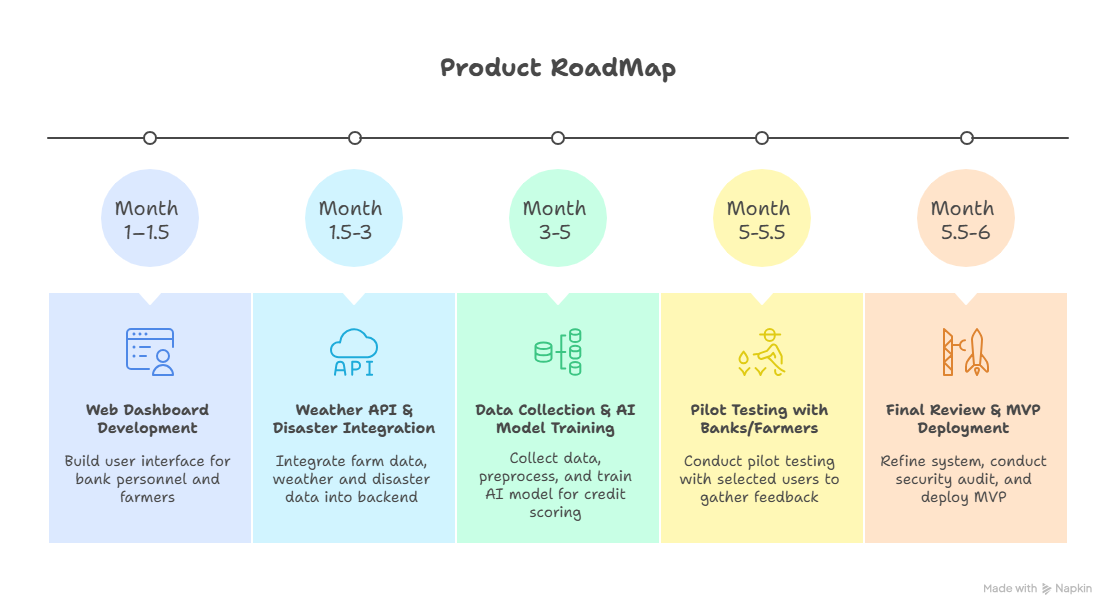 Product RoadMap
Month
1–1.5
Month
1.5-3
Month
3-5
Month
5-5.5
Month
5.5-6
Web Dashboard
Development
Build user interface for
bank personnel and
farmers
API
Weather API &
Disaster Integration
Integrate farm data,
weather and disaster
data into backend
Data Collection & AI
Model Training
Collect data,
preprocess, and train
AI model for credit
scoring
Pilot Testing with
Banks/Farmers
Conduct pilot testing
with selected users to
gather feedback
Final Review & MVP
Deployment
Refine system, conduct
security audit, and
deploy MVP
Made with Napkin